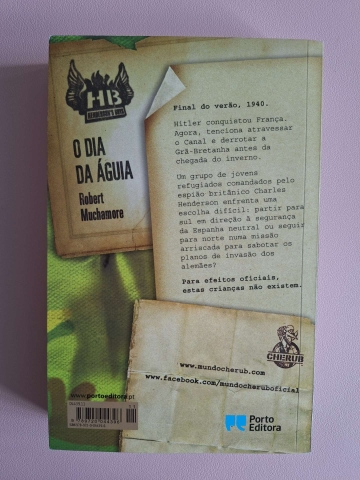 HB
HENDERSON'S BOYS
O DIA
DA ÁGUIA
Robert
Muchamore
Final do verão, 1940.
Hitler conquistou França.
Agora, tenciona atravessar
o Canal e derrotar a
Grã-Bretanha antes da
chegada do inverno.
Um grupo de jovens
refugiados comandados pelo
espião britânico Charles
Henderson enfrenta uma
escolha difícil: partir para
sul em direção à segurança
da Espanha neutral ou seguir
para norte numa missão
arriscada para sabotar os
planos de invasão dos
alemães?
Para efeitos oficiais,
estas crianças não existem.
CHERUB
www.mundocherub.com
www.facebook.com/mundocheruboficial
www.portoeditora.pt
Porto
Editora